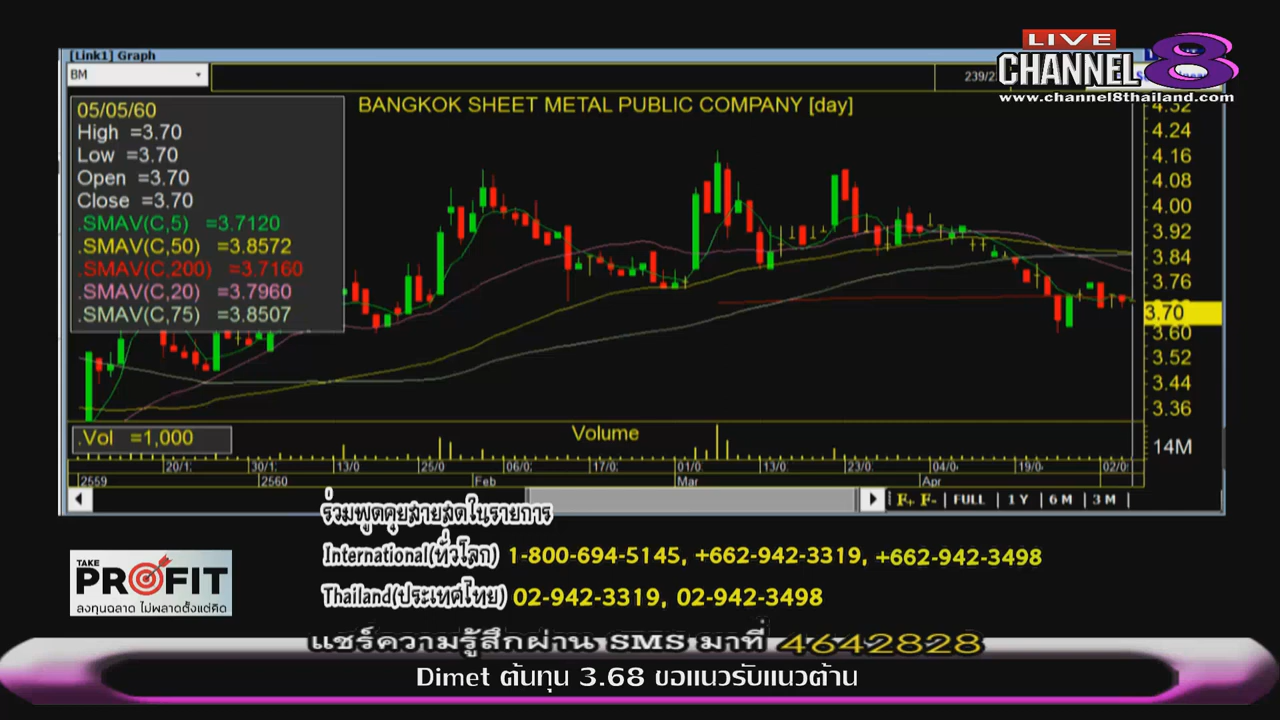 [Link1] Graph
BM
239/2
LIVE
CHANNEL 8
www.channel8thailand.com
BANGKOK SHEET METAL PUBLIC COMPANY [day]
05/05/60
High =3.70
Low =3.70
Open =3.70
Close =3.70
.SMAV(C,5) =3.7120
.SMAV(C,50) =3.8572
.SMAV(C,200) =3.7160
.SMAV(C,20) =3.7960
.SMAV(C,75) =3.8507
4.32
4.24
4.16
4.08
4.00
3.92
3.84
3.76
3.70
3.60
3.52
3.44
3.36
.Vol =1,000
Volume
14M
20/1 30/1 13/0 25/0 06/0 17/0 01/0 13/0 23/0 04/0 19/0 02/0
2559 2560 Feb Mar Apr
F+ F- | FULL | 1 Y | 6 M | 3 M |
ร่วมพูดคุยสายสดในรายการ
International(ทั่วโลก) 1-800-694-5145, +662-942-3319, +662-942-3498
Thailand(ประเทศไทย) 02-942-3319, 02-942-3498
TAKE
PROFIT
ลงทุนฉลาด ไม่พลาดตั้งแต่คิด
แชร์ความรู้สึกผ่าน SMS มาที่ 4642828
Dimet ต้นทุน 3.68 ขอแนวรับแนวต้าน